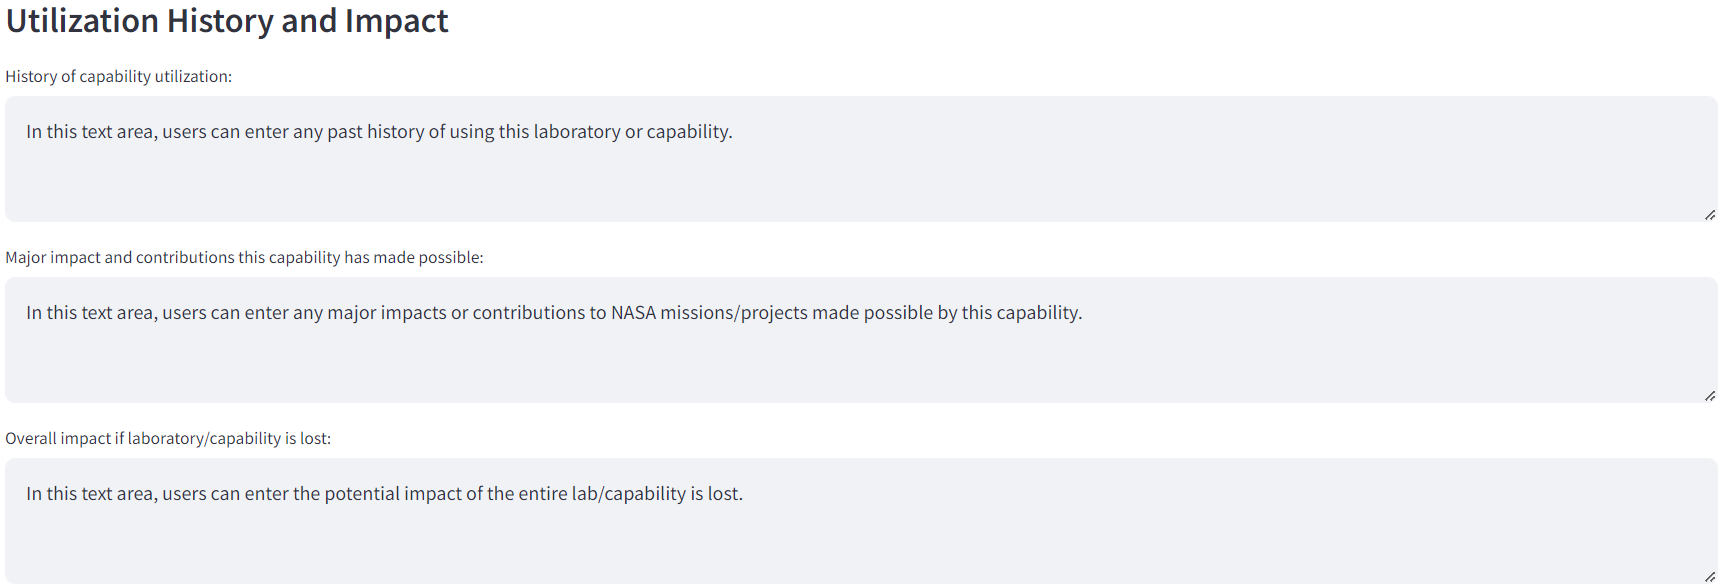 Utilization History and Impact
History of capability utilization:
In this text area, users can enter any past history of using this laboratory or capability.
Major impact and contributions this capability has made possible:
In this text area, users can enter any major impacts or contributions to NASA missions/projects made possible by this capability.
Overall impact if laboratory/capability is lost:
In this text area, users can enter the potential impact of the entire lab/capability is lost.